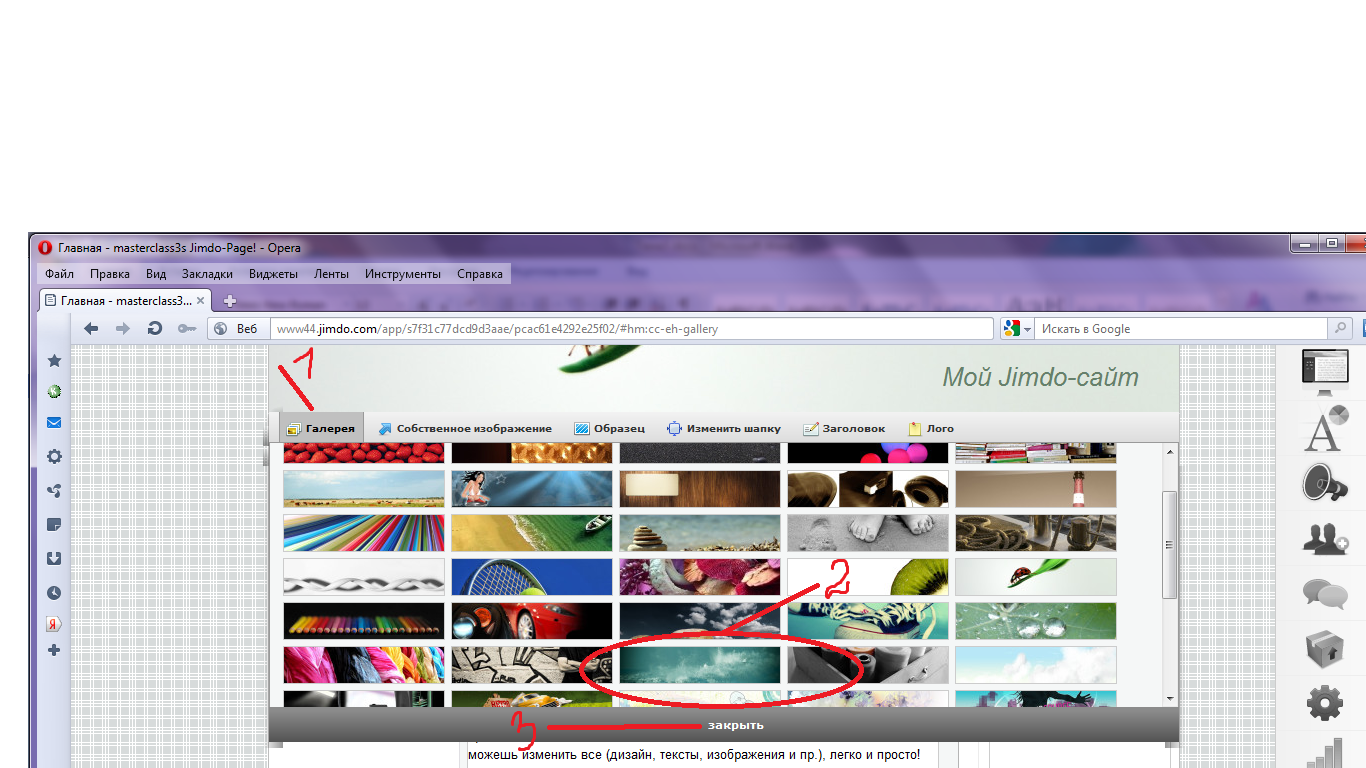 Главная - masterclass3s Jimdo-Page! - Opera
Файл Правка Вид Закладки Виджеты Ленты Инструменты Справка
Главная - masterclass3...
Веб www44.jimdo.com/app/s7f31c77dcd9d3aae/pcac61e4292e25f02/#hm:cc-eh-gallery Искать в Google
1
Мой Jimdo-сайт
Галерея Собственное изображение Образец Изменить шапку Заголовок Лого
2
3 закрыть
можешь изменить все (дизайн, тексты, изображения и пр.), легко и просто!